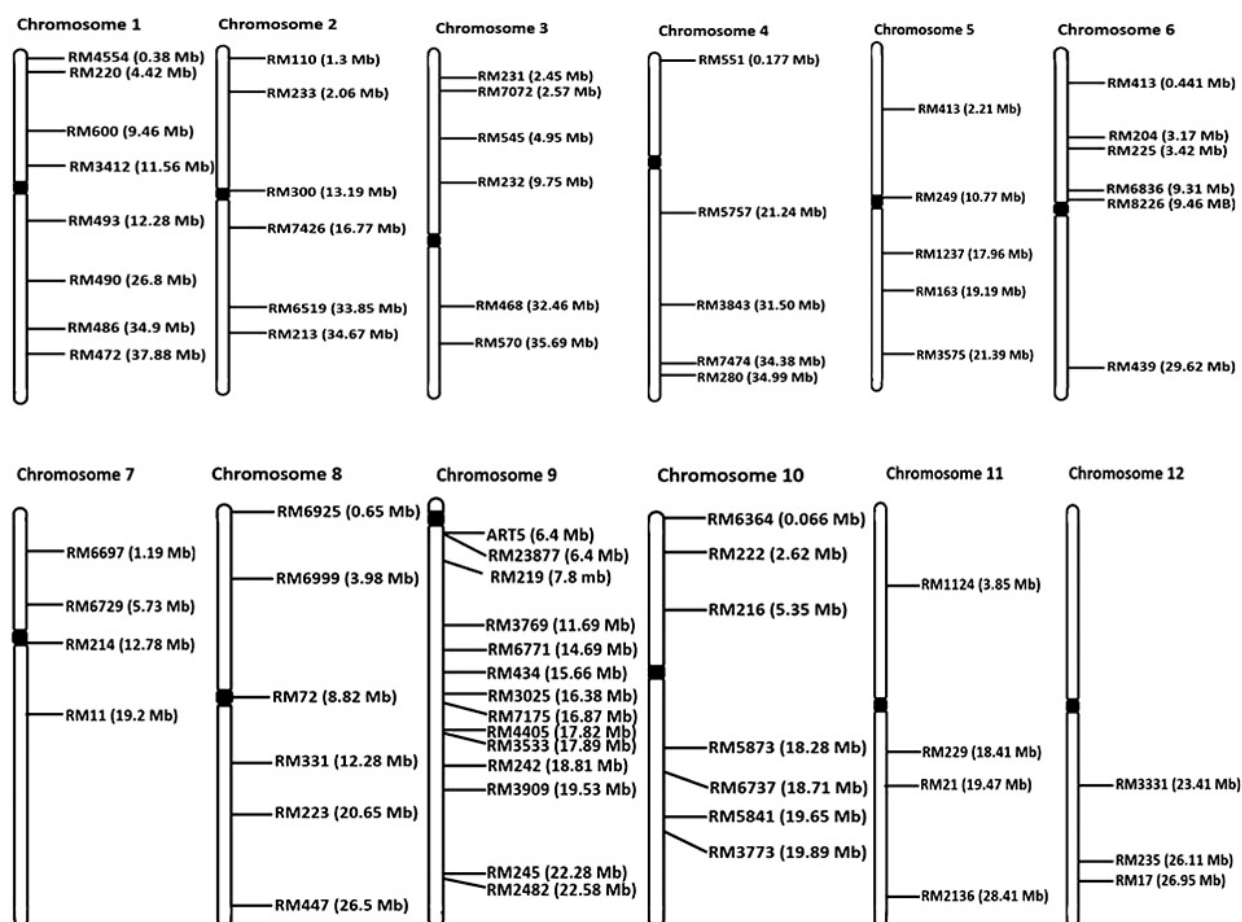 Chromosome 1
RM4554 (0.38 Mb)
RM220 (4.42 Mb)
RM600 (9.46 Mb)
RM3412 (11.56 Mb)
RM493 (12.28 Mb)
RM490 (26.8 Mb)
RM486 (34.9 Mb)
RM472 (37.88 Mb)
Chromosome 2
RM110 (1.3 Mb)
RM233 (2.06 Mb)
RM300 (13.19 Mb)
RM7426 (16.77 Mb)
RM6519 (33.85 Mb)
RM213 (34.67 Mb)
Chromosome 3
RM231 (2.45 Mb)
RM7072 (2.57 Mb)
RM545 (4.95 Mb)
RM232 (9.75 Mb)
RM468 (32.46 Mb)
RM570 (35.69 Mb)
Chromosome 4
RM551 (0.177 Mb)
RM5757 (21.24 Mb)
RM3843 (31.50 Mb)
RM7474 (34.38 Mb)
RM280 (34.99 Mb)
Chromosome 5
RM413 (2.21 Mb)
RM249 (10.77 Mb)
RM1237 (17.96 Mb)
RM163 (19.19 Mb)
RM3575 (21.39 Mb)
Chromosome 6
RM413 (0.441 Mb)
RM204 (3.17 Mb)
RM225 (3.42 Mb)
RM6836 (9.31 Mb)
RM8226 (9.46 MB)
RM439 (29.62 Mb)
Chromosome 7
RM6697 (1.19 Mb)
RM6729 (5.73 Mb)
RM214 (12.78 Mb)
RM11 (19.2 Mb)
Chromosome 8
RM6925 (0.65 Mb)
RM6999 (3.98 Mb)
RM72 (8.82 Mb)
RM331 (12.28 Mb)
RM223 (20.65 Mb)
RM447 (26.5 Mb)
Chromosome 9
ART5 (6.4 Mb)
RM23877 (6.4 Mb)
RM219 (7.8 mb)
RM3769 (11.69 Mb)
RM6771 (14.69 Mb)
RM434 (15.66 Mb)
RM3025 (16.38 Mb)
RM7175 (16.87 Mb)
RM4405 (17.82 Mb)
RM3533 (17.89 Mb)
RM242 (18.81 Mb)
RM3909 (19.53 Mb)
RM245 (22.28 Mb)
RM2482 (22.58 Mb)
Chromosome 10
RM6364 (0.066 Mb)
RM222 (2.62 Mb)
RM216 (5.35 Mb)
RM5873 (18.28 Mb)
RM6737 (18.71 Mb)
RM5841 (19.65 Mb)
RM3773 (19.89 Mb)
Chromosome 11
RM1124 (3.85 Mb)
RM229 (18.41 Mb)
RM21 (19.47 Mb)
RM2136 (28.41 Mb)
Chromosome 12
RM3331 (23.41 Mb)
RM235 (26.11 Mb)
RM17 (26.95 Mb)